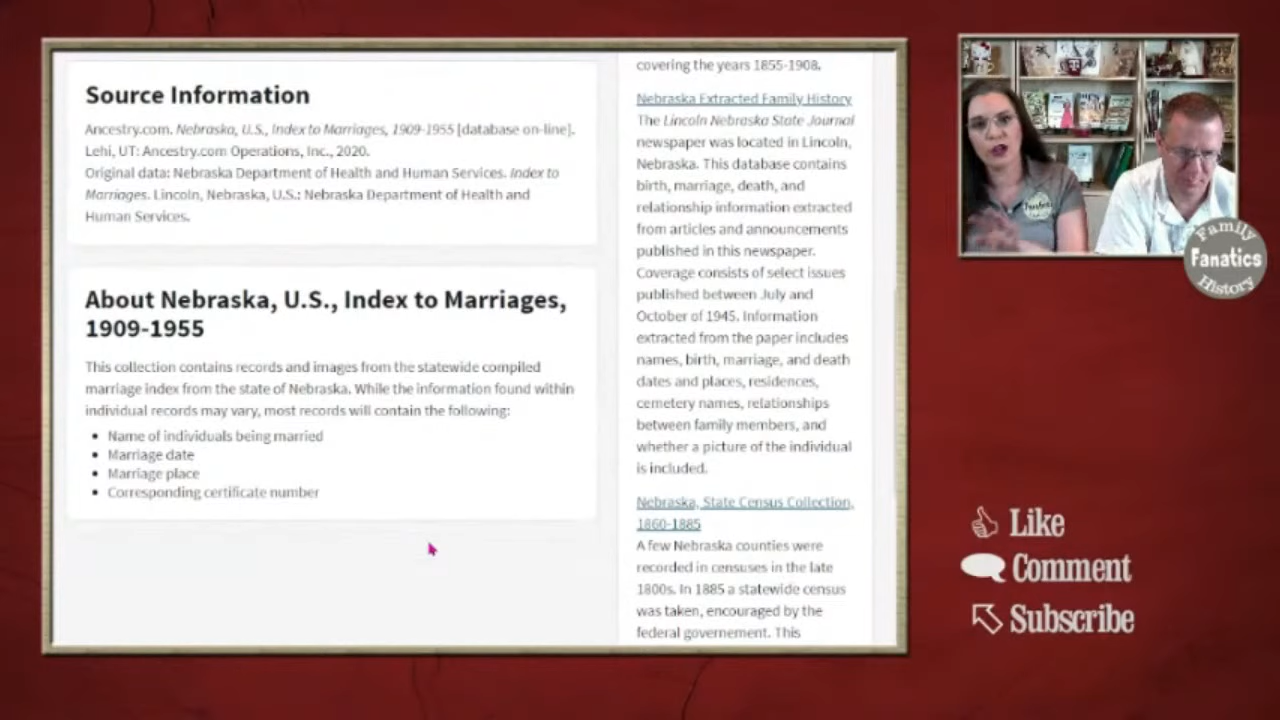 Source Information
Ancestry.com. Nebraska, U.S., Index to Marriages, 1909-1955 [database on-line].
Lehi, UT: Ancestry.com Operations, Inc., 2020.
Original data: Nebraska Department of Health and Human Services. Index to
Marriages. Lincoln, Nebraska, U.S.: Nebraska Department of Health and
Human Services.
About Nebraska, U.S., Index to Marriages,
1909-1955
This collection contains records and images from the statewide compiled
marriage index from the state of Nebraska. While the information found within
individual records may vary, most records will contain the following:
• Name of individuals being married
• Marriage date
• Marriage place
• Corresponding certificate number
covering the years 1855-1908.
Nebraska Extracted Family History
The Lincoln Nebraska State Journal
newspaper was located in Lincoln,
Nebraska. This database contains
birth, marriage, death, and
relationship information extracted
from articles and announcements
published in this newspaper.
Coverage consists of select issues
published between July and
October of 1945. Information
extracted from the paper includes
names, birth, marriage, and death
dates and places, residences,
cemetery names, relationships
between family members, and
whether a picture of the individual
is included.
Nebraska, State Census Collection,
1860-1885
A few Nebraska counties were
recorded in censuses in the late
1800s. In 1885 a statewide census
was taken, encouraged by the
federal governement. This
Family
Fanatics
History
Like
Comment
Subscribe